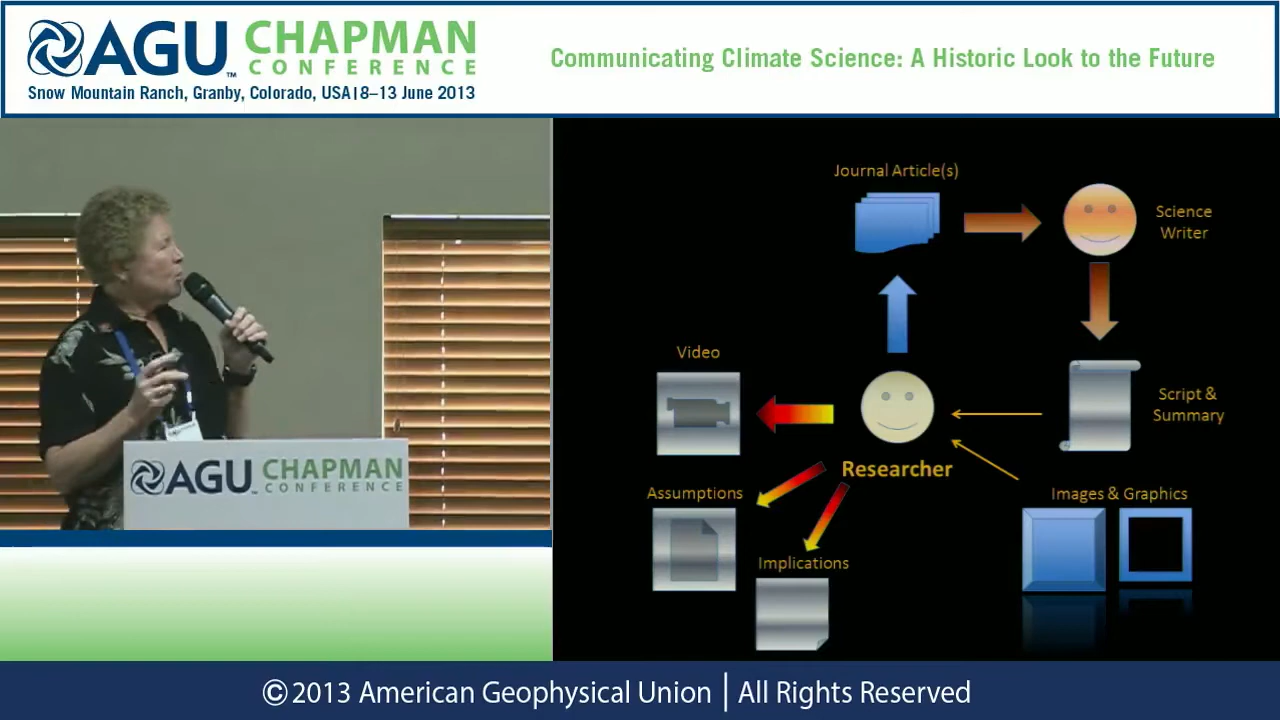 AGU CHAPMAN
CONFERENCE
™
Snow Mountain Ranch, Granby, Colorado, USA|8–13 June 2013
Communicating Climate Science: A Historic Look to the Future
Journal Article(s)
Science
Writer
Video
Script &
Summary
Researcher
Assumptions
Images & Graphics
Implications
AGU CHAPMAN
CONFERENCE
©2013 American Geophysical Union | All Rights Reserved